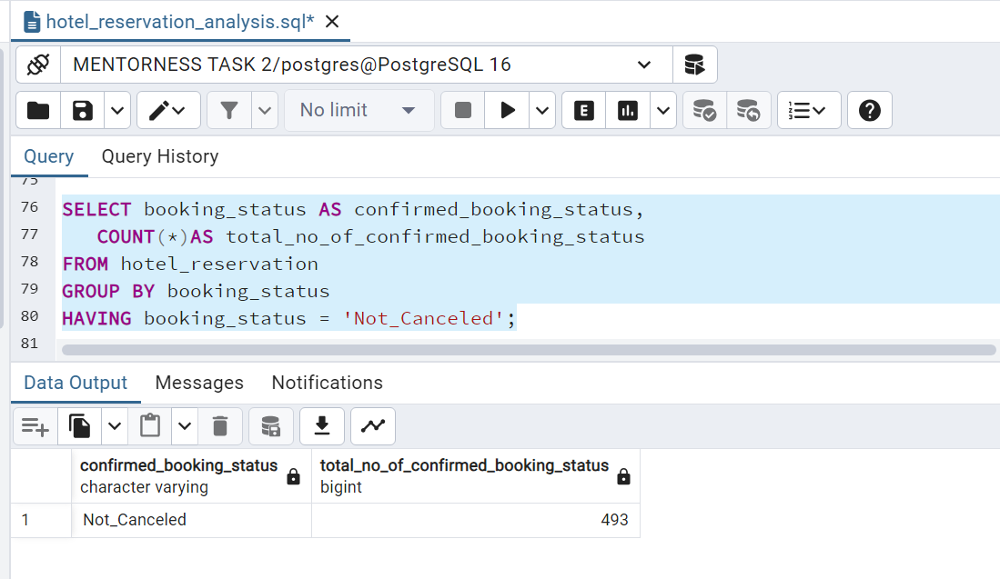 hotel_reservation_analysis.sql*
MENTORNESS TASK 2/postgres@PostgreSQL 16
No limit
E
Query Query History
75
76 SELECT booking_status AS confirmed_booking_status,
77 COUNT(*)AS total_no_of_confirmed_booking_status
78 FROM hotel_reservation
79 GROUP BY booking_status
80 HAVING booking_status = 'Not_Canceled';
81
Data Output Messages Notifications
confirmed_booking_status total_no_of_confirmed_booking_status
character varying bigint
1 Not_Canceled 493